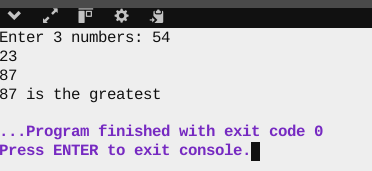 Enter 3 numbers: 54
23
87
87 is the greatest
...Program finished with exit code 0
Press ENTER to exit console.